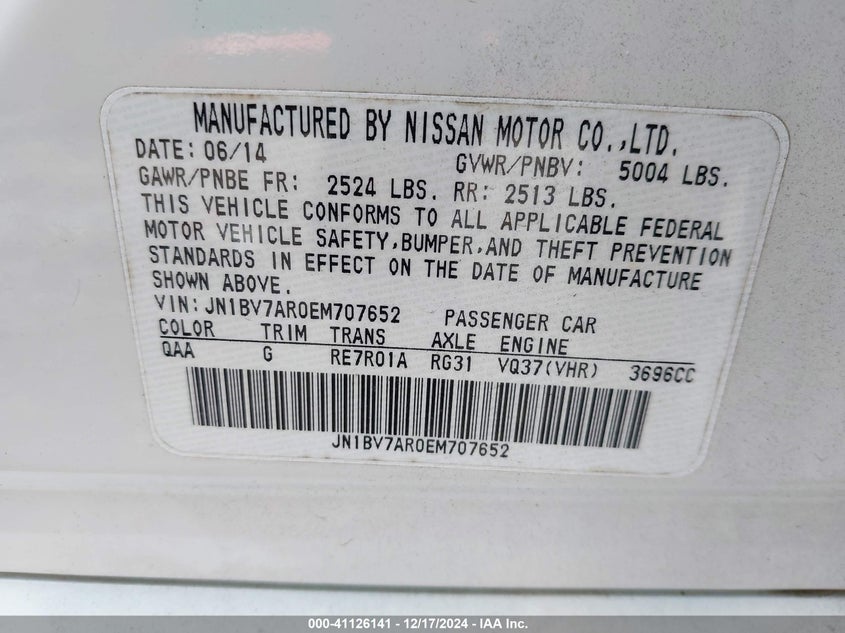 MANUFACTURED BY NISSAN MOTOR CO.,LTD.
DATE: 06/14 GVWR/PNBV: 5004 LBS.
GAWR/PNBE FR: 2524 LBS. RR: 2513 LBS.
THIS VEHICLE CONFORMS TO ALL APPLICABLE FEDERAL
MOTOR VEHICLE SAFETY,BUMPER,AND THEFT PREVENTION
STANDARDS IN EFFECT ON THE DATE OF MANUFACTURE
SHOWN ABOVE.
VIN: JN1BV7AR0EM707652 PASSENGER CAR
COLOR TRIM TRANS AXLE ENGINE
QAA G RE7R01A RG31 VQ37(VHR) 3696CC
JN1BV7AR0EM707652
000-41126141 - 12/17/2024 - IAA Inc.